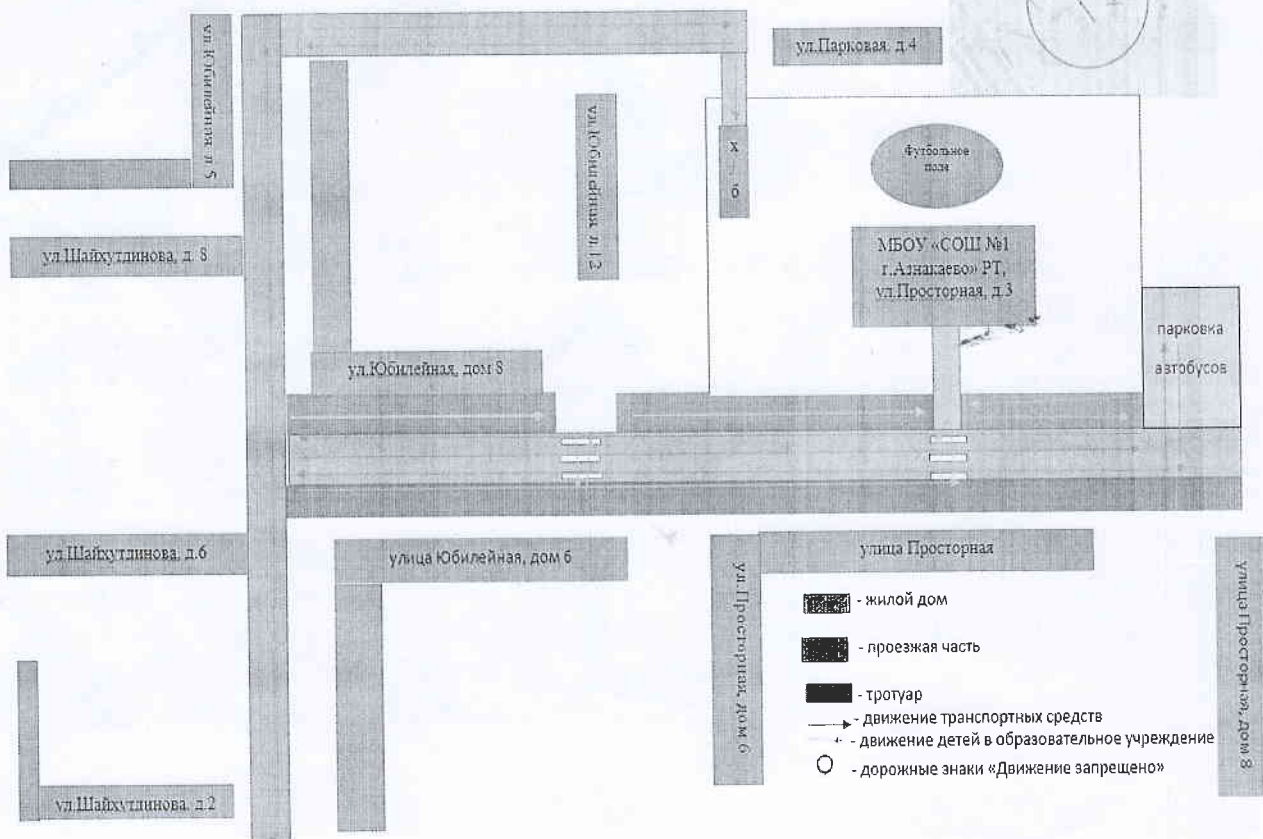 ул.Парковая, д.4
ул.Юбилейная, д.5
ул.Юбилейная, д.12
х
б
Футбольное
поле
ул.Шайхутдинова, д. 8
МБОУ «СОШ №1
г.Азнакаево» РТ,
ул.Просторная, д.3
парковка
автобусов
ул.Юбилейная, дом 8
ул.Шайхутдинова, д.6
улица Юбилейная, дом 6
ул.Просторная, дом 6
улица Просторная
улица Просторная, дом 8
- жилой дом
- проезжая часть
- тротуар
- движение транспортных средств
- движение детей в образовательное учреждение
- дорожные знаки «Движение запрещено»
ул.Шайхутдинова, д.2